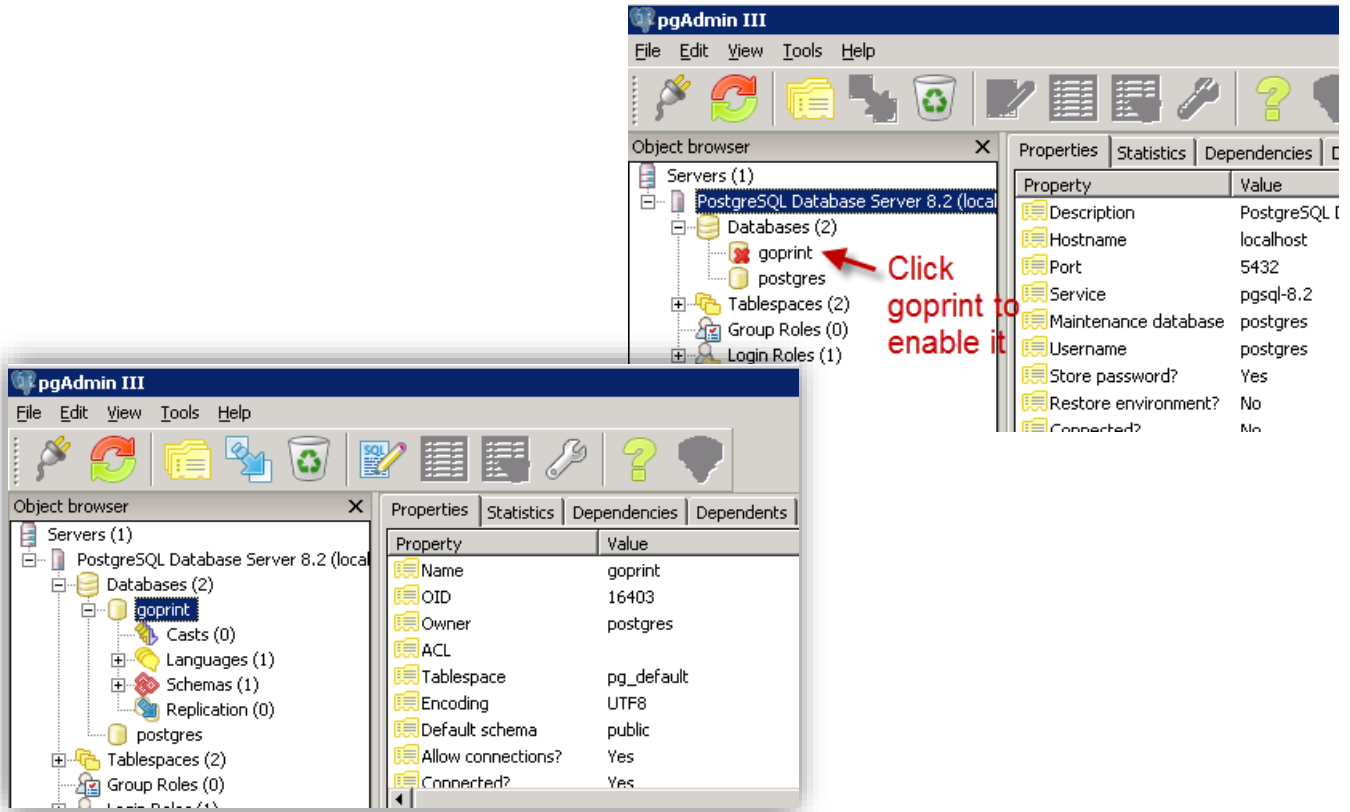 pgAdmin III
File Edit View Tools Help
Object browser
Properties Statistics Dependencies D
Servers (1)
Property Value
PostgreSQL Database Server 8.2 (local
Description PostgreSQL D
Databases (2)
Hostname localhost
goprint
Port 5432
postgres
Service pgsql-8.2
Tablespaces (2)
Maintenance database postgres
Group Roles (0)
Username postgres
Login Roles (1)
Store password? Yes
Restore environment? No
Connected? No
Click
goprint to
enable it
pgAdmin III
File Edit View Tools Help
SQL
Object browser
Properties Statistics Dependencies Dependents
Servers (1)
Property Value
PostgreSQL Database Server 8.2 (local
Name goprint
Databases (2)
OID 16403
goprint
Owner postgres
Casts (0)
ACL
Languages (1)
Tablespace pg_default
Schemas (1)
Encoding UTF8
Replication (0)
Default schema public
postgres
Allow connections? Yes
Tablespaces (2)
Connected? Yes
Group Roles (0)
Login Roles (1)